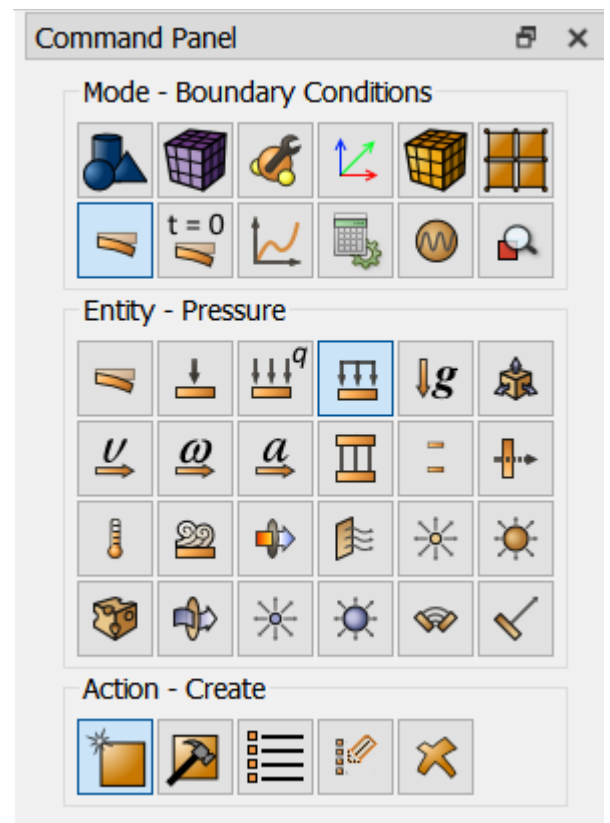 Command Panel
Mode - Boundary Conditions
t = 0
Entity - Pressure
q
g
υ ω a
Action - Create